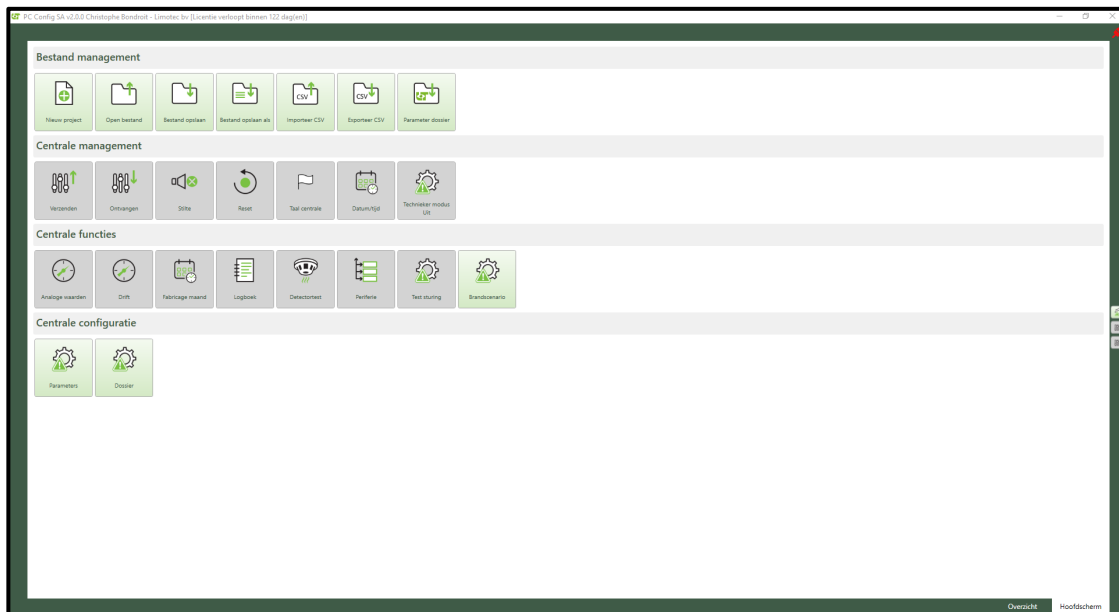 PC Config SA v2.0.0 Christophe Bondroit - Limotec bv [Licentie verloopt binnen 122 dag(en)]
Bestand management
CSV CSV
Nieuw project Open bestand Bestand opslaan Bestand opslaan als Importeer CSV Exporteer CSV Parameter dossier
Centrale management
Verzenden Ontvangen Stilte Reset Taal centrale Datum/tijd Technieker modus
Uit
Centrale functies
Analoge waarden Drift Fabricage maand Logboek Detectortest Periferie Test sturing Brandscenario
Centrale configuratie
Parameters Dossier
Overzicht Hoofdscherm